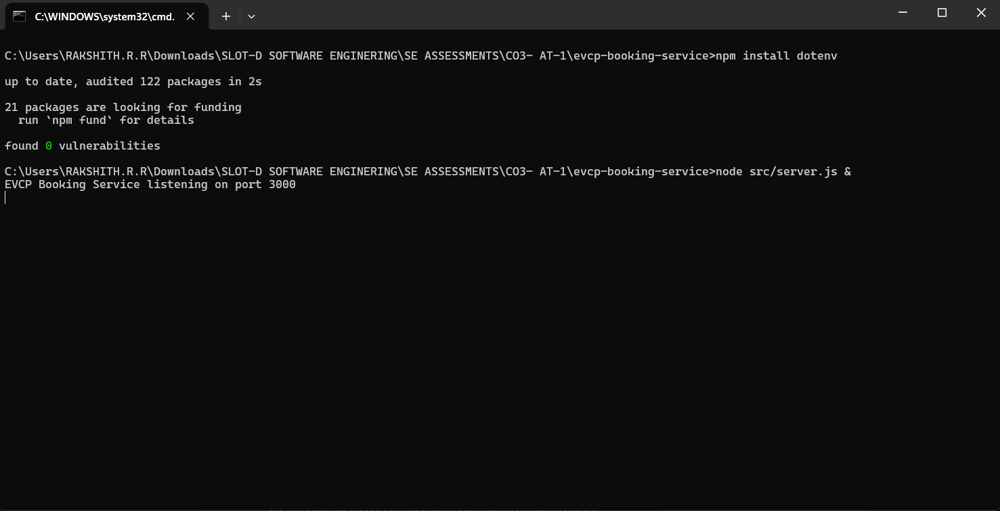 C:\WINDOWS\system32\cmd.
C:\Users\RAKSHITH.R.R\Downloads\SLOT-D SOFTWARE ENGINERING\SE ASSESSMENTS\CO3- AT-1\evcp-booking-service>npm install dotenv
up to date, audited 122 packages in 2s
21 packages are looking for funding
  run `npm fund` for details
found 0 vulnerabilities
C:\Users\RAKSHITH.R.R\Downloads\SLOT-D SOFTWARE ENGINERING\SE ASSESSMENTS\CO3- AT-1\evcp-booking-service>node src/server.js &
EVCP Booking Service listening on port 3000